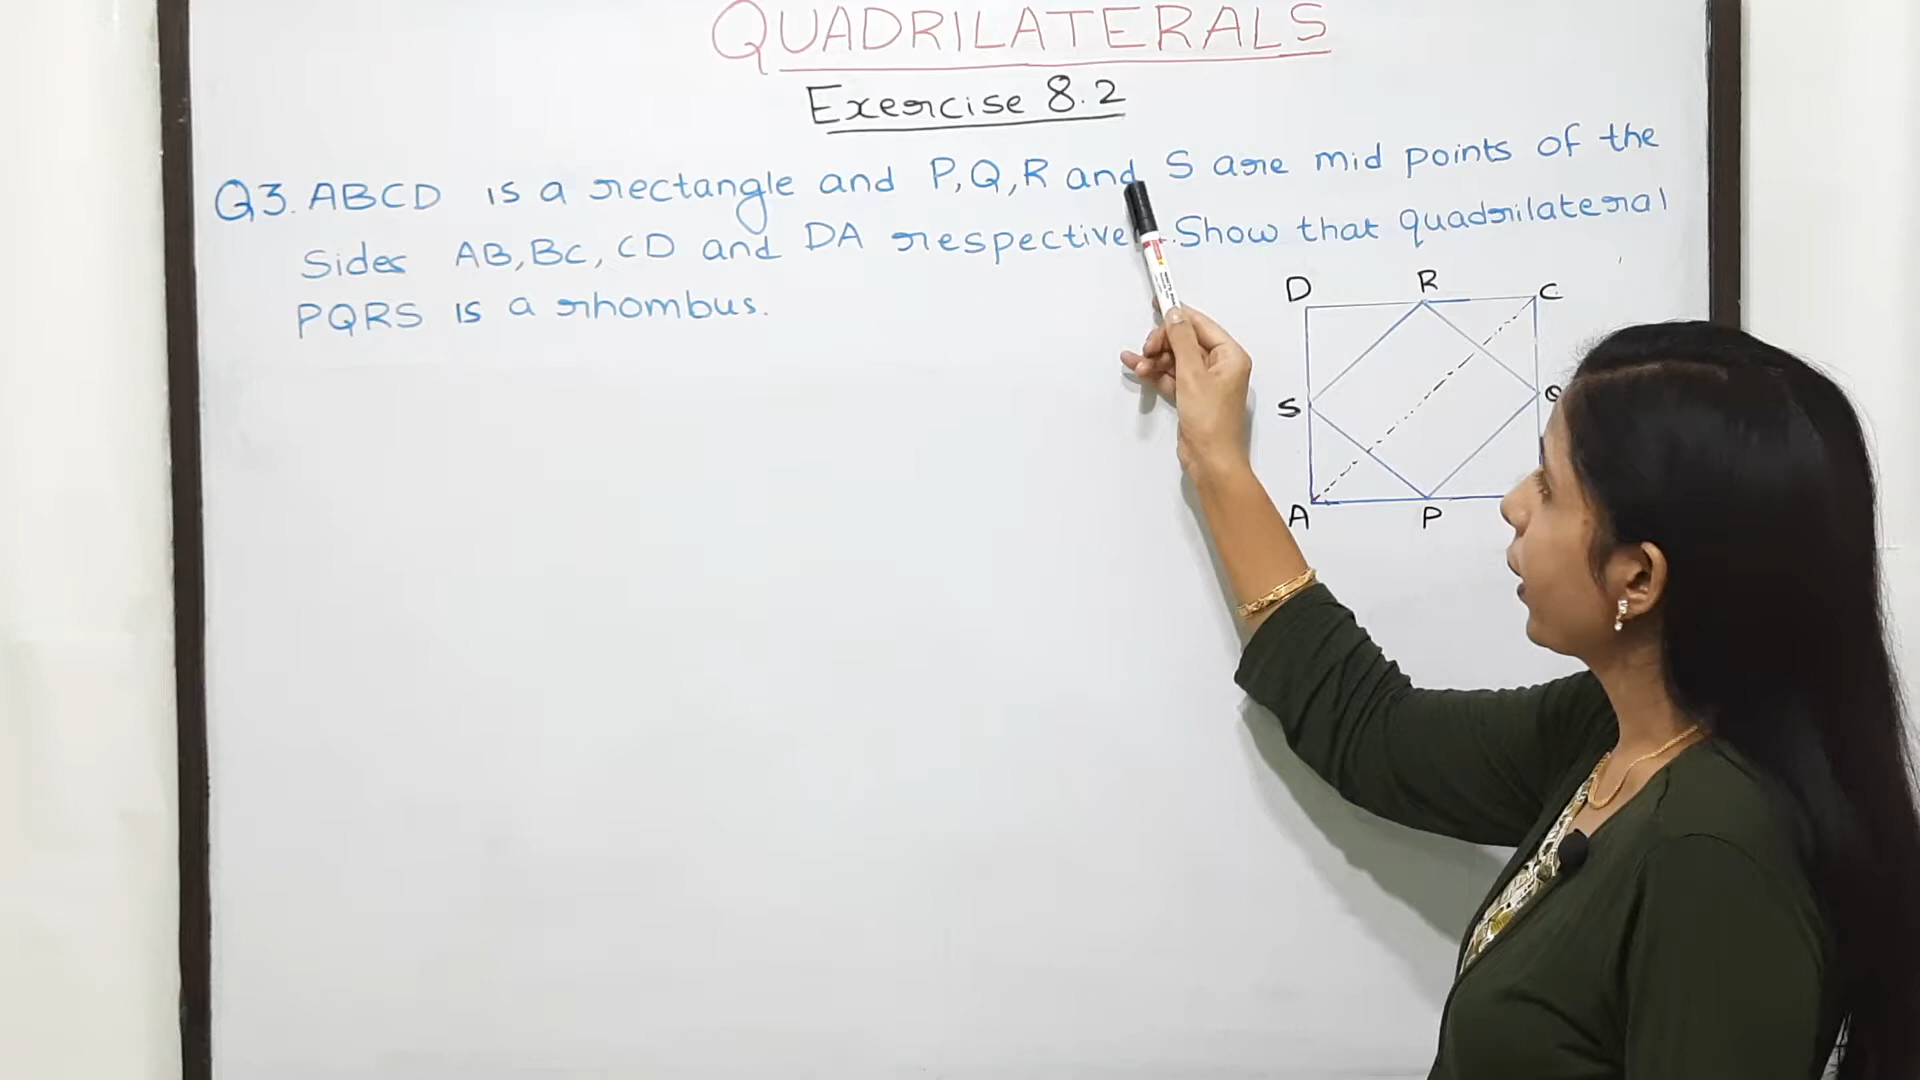 QUADRILATERALS
Exercise 8.2
Q3. ABCD is a rectangle and P,Q,R and S are mid points of the
Sides AB,BC, CD and DA respective Show that quadrilateral
PQRS is a rhombus.
D R C
S
A P